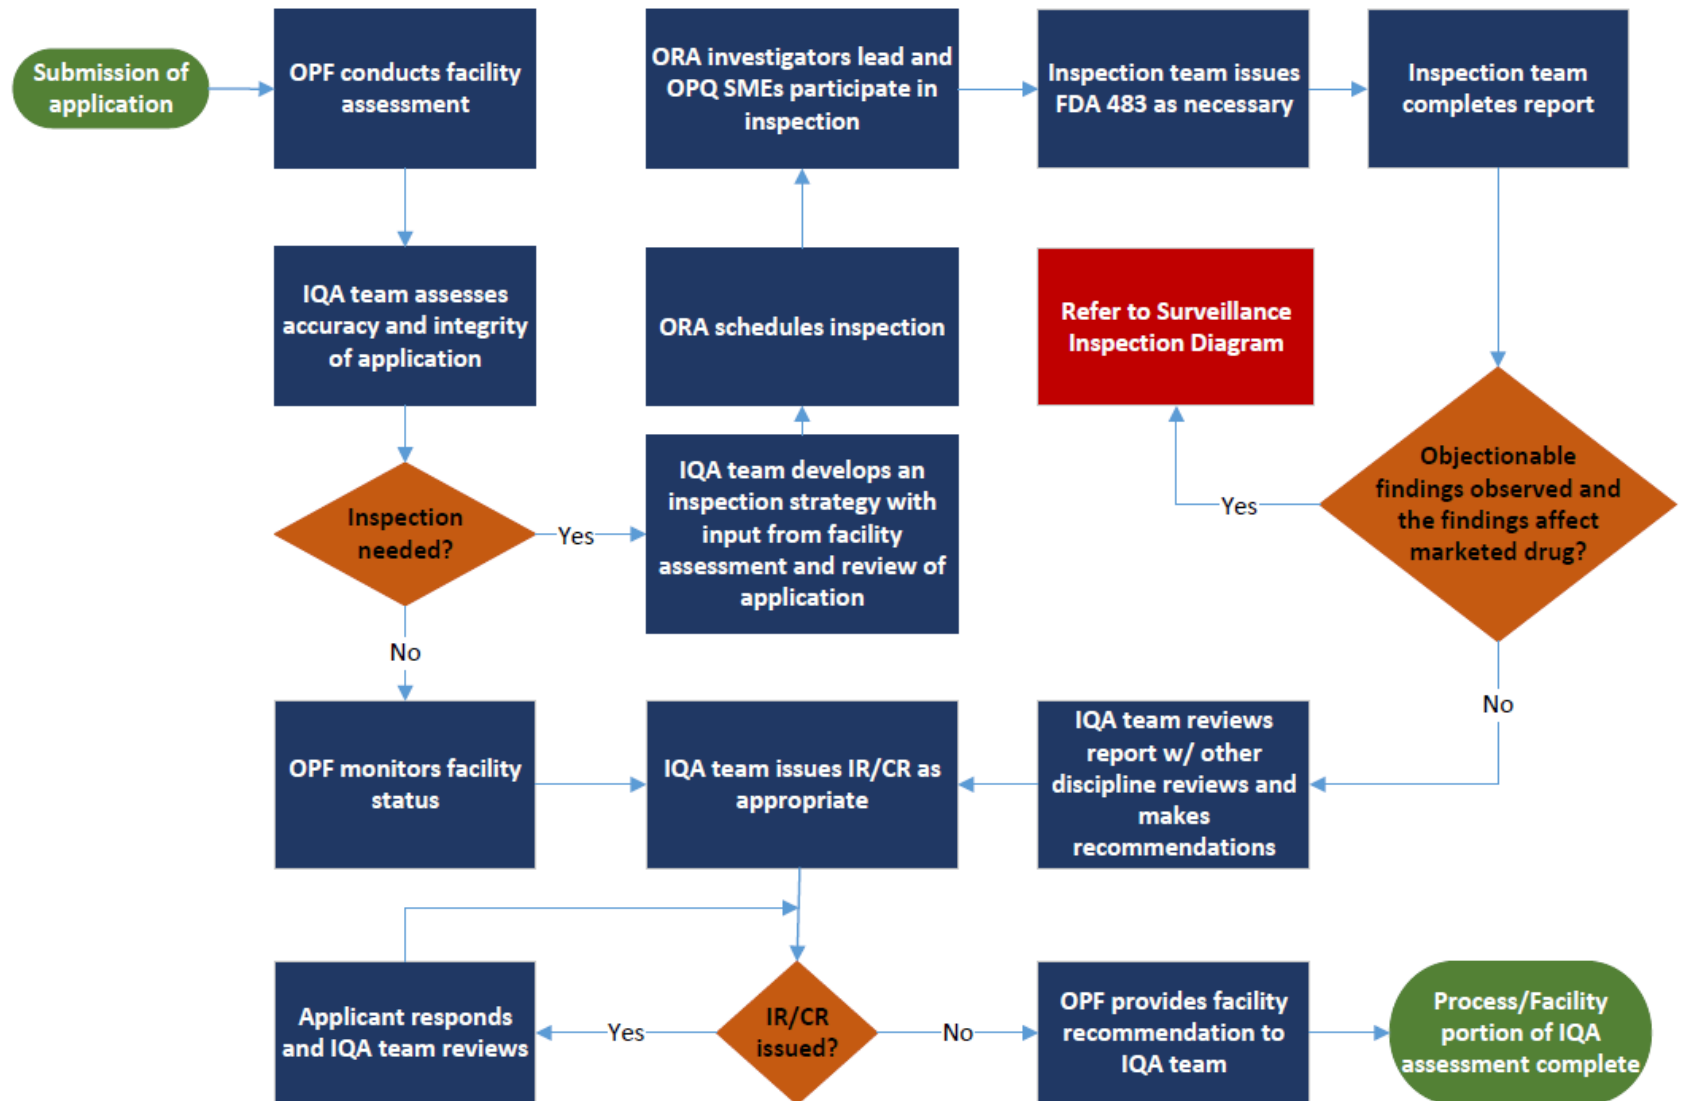 Submission of
application
OPF conducts facility
assessment
ORA investigators lead and
OPQ SMEs participate in
inspection
Inspection team issues
FDA 483 as necessary
Inspection team
completes report
IQA team assesses
accuracy and integrity
of application
ORA schedules inspection
Refer to Surveillance
Inspection Diagram
Inspection
needed?
Yes
IQA team develops an
inspection strategy with
input from facility
assessment and review of
application
Yes
Objectionable
findings observed and
the findings affect
marketed drug?
No
No
OPF monitors facility
status
IQA team issues IR/CR as
appropriate
IQA team reviews
report w/ other
discipline reviews and
makes
recommendations
Applicant responds
and IQA team reviews
Yes
IR/CR
issued?
No
OPF provides facility
recommendation to
IQA team
Process/Facility
portion of IQA
assessment complete